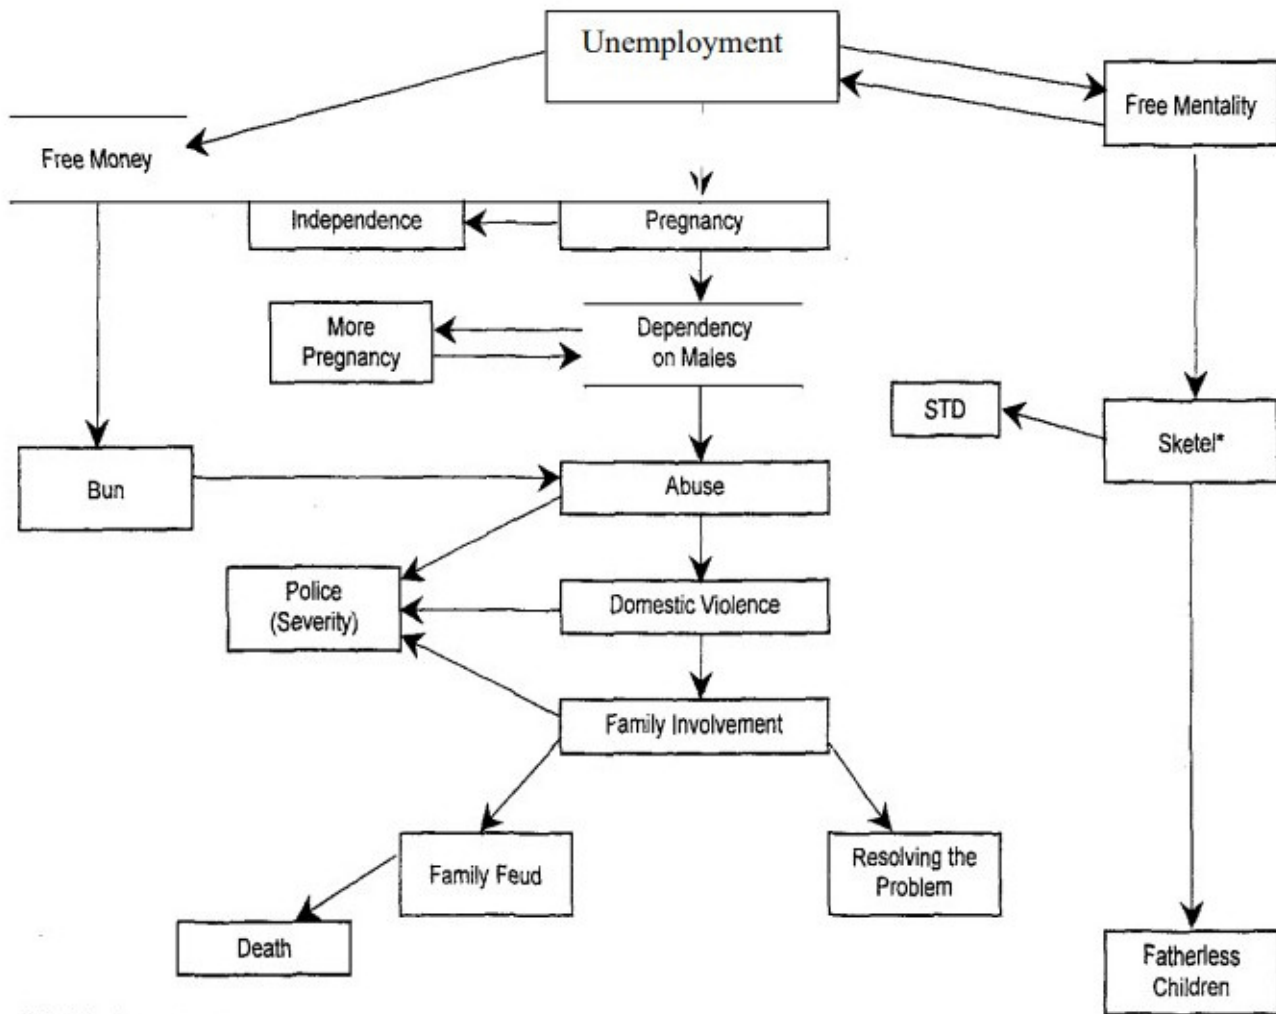 Unemployment
Free Mentality
Free Money
Independence
Pregnancy
More
Pregnancy
Dependency
on Males
STD
Sketel*
Bun
Abuse
Police
(Severity)
Domestic Violence
Family Involvement
Family Feud
Resolving the
Problem
Death
Fatherless
Children